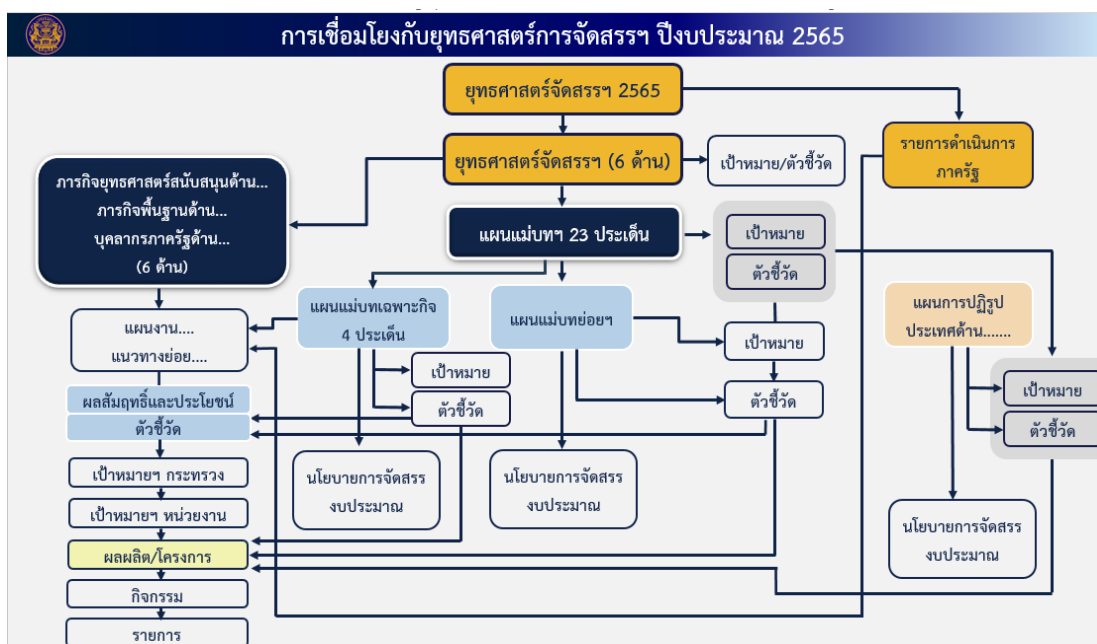 การเชื่อมโยงกับยุทธศาสตร์การจัดสรรฯ ปีงบประมาณ 2565
ยุทธศาสตร์จัดสรรฯ 2565
ยุทธศาสตร์จัดสรรฯ (6 ด้าน)
เป้าหมาย/ตัวชี้วัด
รายการดำเนินการ
ภาครัฐ
ภารกิจยุทธศาสตร์สนับสนุนด้าน...
ภารกิจพื้นฐานด้าน...
บุคลากรภาครัฐด้าน...
(6 ด้าน)
แผนแม่บทฯ 23 ประเด็น
เป้าหมาย
ตัวชี้วัด
แผนแม่บทเฉพาะกิจ
4 ประเด็น
แผนแม่บทย่อยฯ
แผนการปฏิรูป
ประเทศด้าน.......
แผนงาน....
แนวทางย่อย....
เป้าหมาย
ตัวชี้วัด
เป้าหมาย
ตัวชี้วัด
เป้าหมาย
ตัวชี้วัด
ผลสัมฤทธิ์และประโยชน์
ตัวชี้วัด
เป้าหมายฯ กระทรวง
เป้าหมายฯ หน่วยงาน
ผลผลิต/โครงการ
กิจกรรม
รายการ
นโยบายการจัดสรร
งบประมาณ
นโยบายการจัดสรร
งบประมาณ
นโยบายการจัดสรร
งบประมาณ